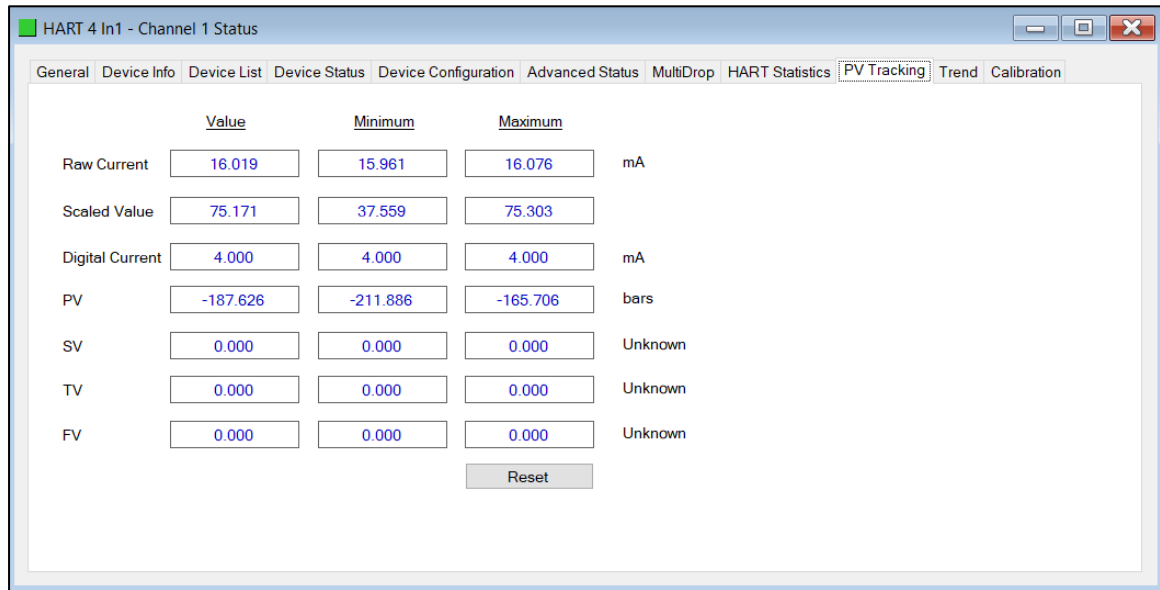 HART 4 In1 - Channel 1 Status
General Device Info Device List Device Status Device Configuration Advanced Status MultiDrop HART Statistics PV Tracking Trend Calibration
Value Minimum Maximum
Raw Current 16.019 15.961 16.076 mA
Scaled Value 75.171 37.559 75.303
Digital Current 4.000 4.000 4.000 mA
PV -187.626 -211.886 -165.706 bars
SV 0.000 0.000 0.000 Unknown
TV 0.000 0.000 0.000 Unknown
FV 0.000 0.000 0.000 Unknown
Reset